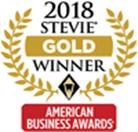 2018
STEVIE®
GOLD
WINNER
AMERICAN
BUSINESS AWARDS®